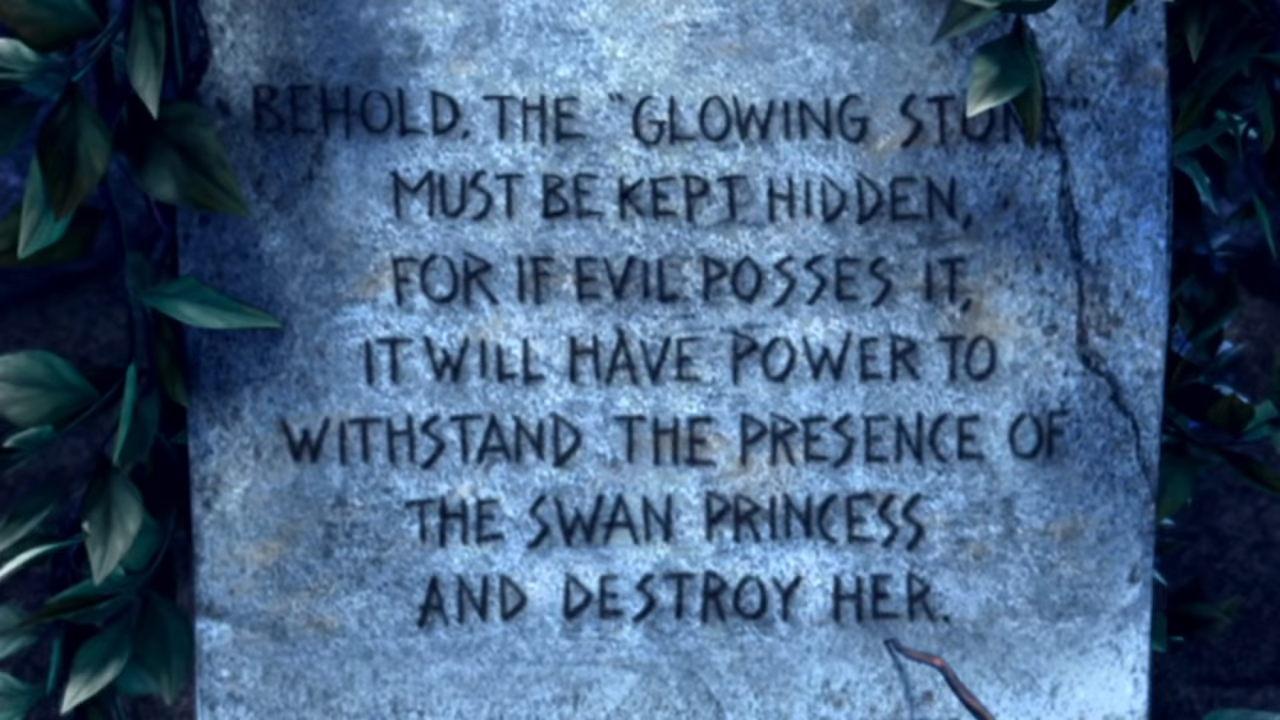 BEHOLD. THE "GLOWING STONE"
MUST BE KEPT HIDDEN,
FOR IF EVIL POSSES IT,
IT WILL HAVE POWER TO
WITHSTAND THE PRESENCE OF
THE SWAN PRINCESS
AND DESTROY HER.